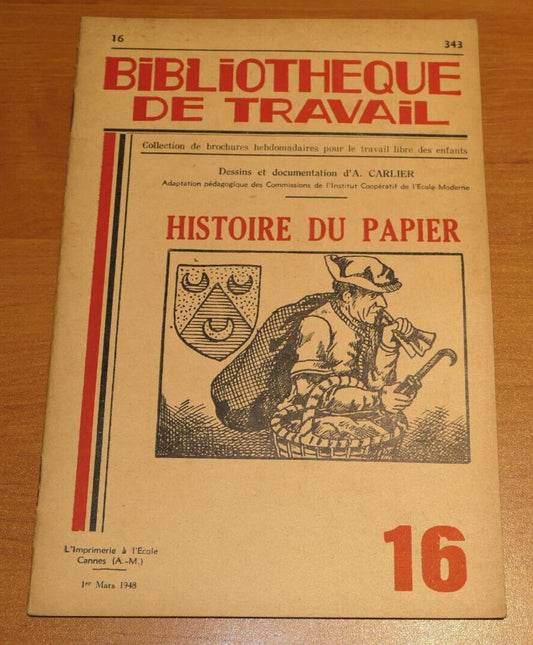 16 343
BiBLiOTHEQUE
DE TRAVAiL
Collection de brochures hebdomadaires pour le travail libre des enfants
Dessins et documentation d'A. CARLIER
Adaptation pédagogique des Commissions de l'Institut Coopératif de l'Ecole Moderne
HISTOIRE DU PAPIER
16
L'Imprimerie à l'Ecole
Cannes (A.-M.)
1er Mars 1948